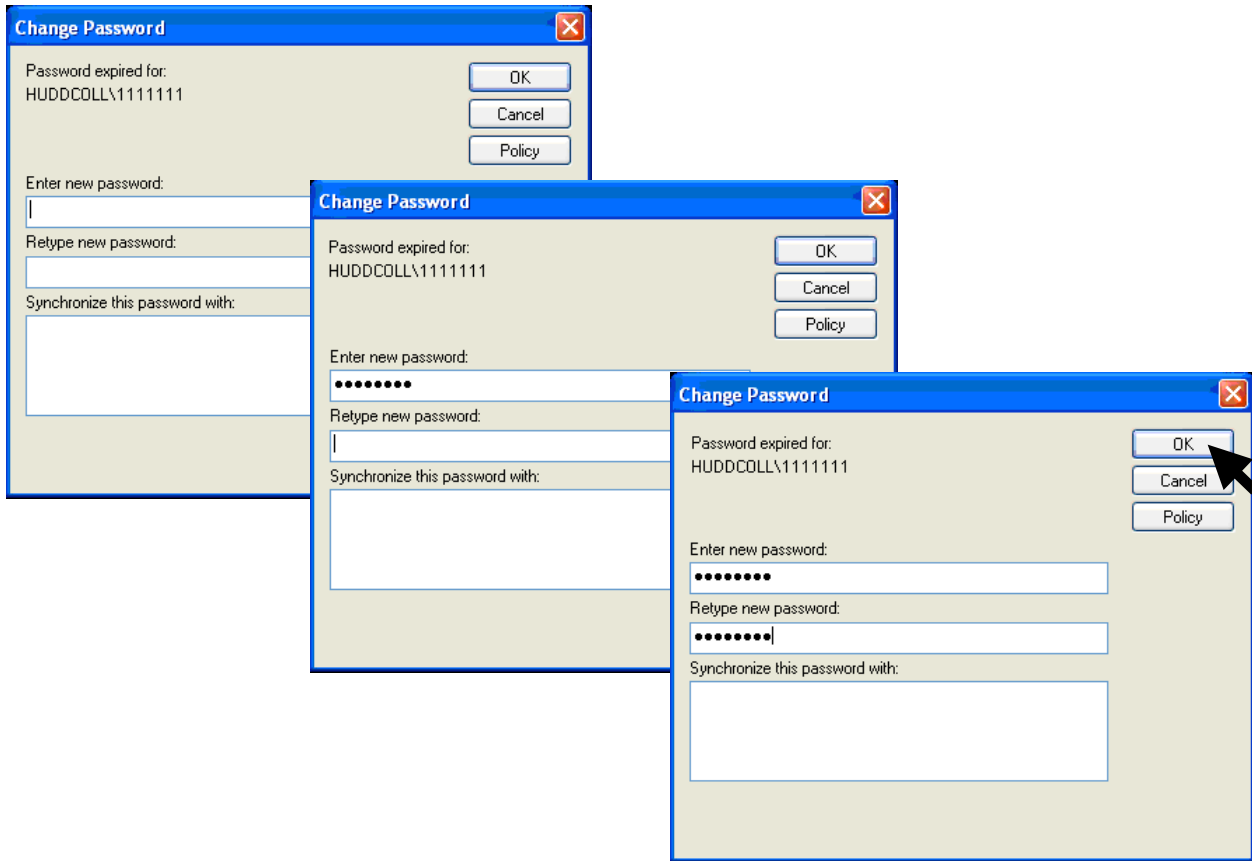 Change Password
Password expired for:
HUDDCOLL\1111111
OK
Cancel
Policy
Enter new password:
Retype new password:
Synchronize this password with:
Change Password
Password expired for:
HUDDCOLL\1111111
OK
Cancel
Policy
Enter new password:
••••••••
Retype new password:
Synchronize this password with:
Change Password
Password expired for:
HUDDCOLL\1111111
OK
Cancel
Policy
Enter new password:
••••••••
Retype new password:
••••••••
Synchronize this password with: